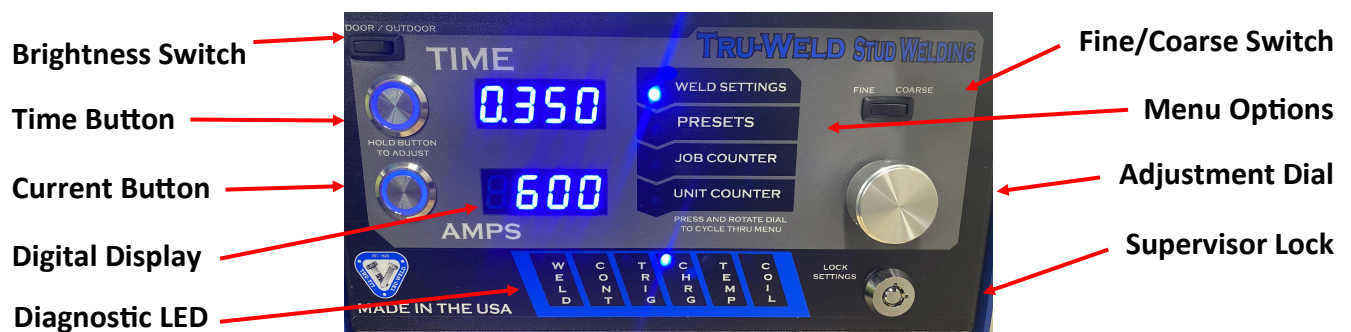 Brightness Switch
Time Button
Current Button
Digital Display
Diagnostic LED
DOOR / OUTDOOR
TIME
0.350
HOLD BUTTON
TO ADJUST
600
AMPS
TRU-WELD STUD WELDING
WELD SETTINGS
PRESETS
JOB COUNTER
UNIT COUNTER
PRESS AND ROTATE DIAL
TO CYCLE THRU MENU
FINE COARSE
WELD
CONT
TRIG
CHRG
TEMP
COIL
LOCK
SETTINGS
MADE IN THE USA
Fine/Coarse Switch
Menu Options
Adjustment Dial
Supervisor Lock